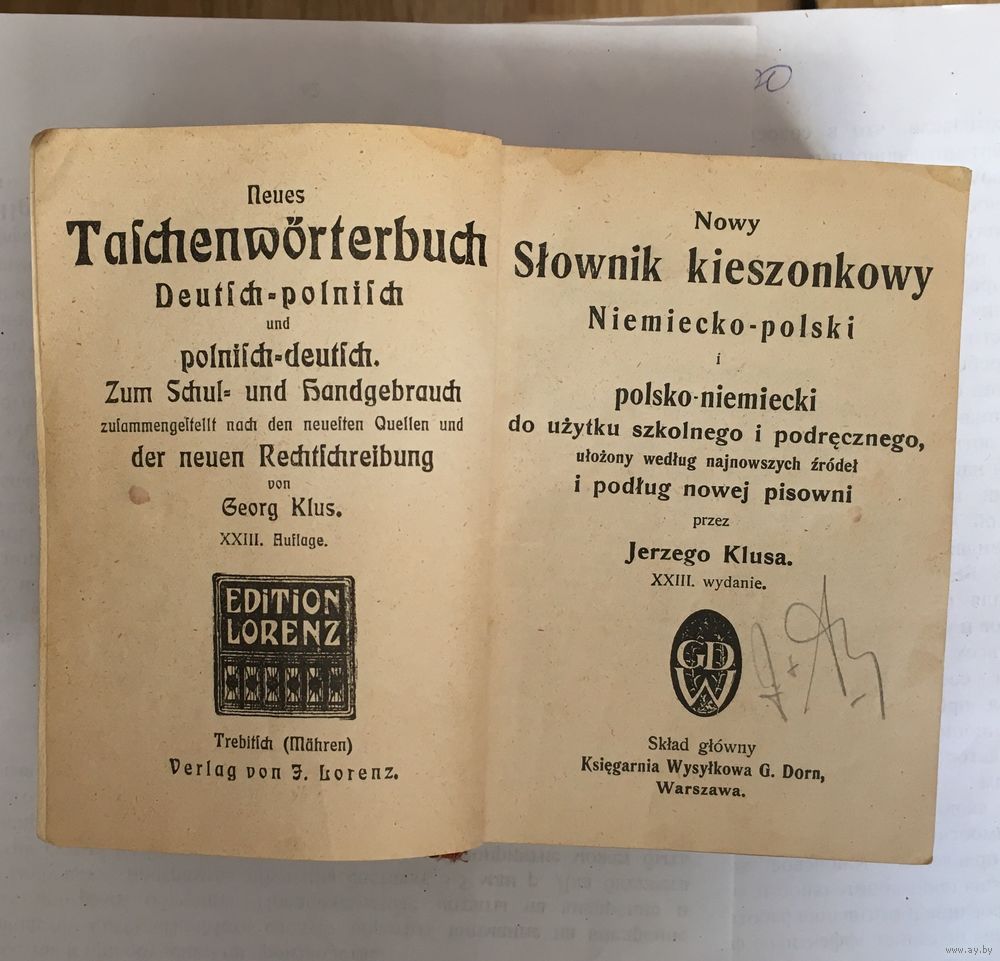 Neues
Taſchenwörterbuch
Deutſch-polniſch
und
polniſch-deutſch.
Zum Schul- und Handgebrauch
zuſammengeſtellt nach den neueſten Quellen und
der neuen Rechtſchreibung
von
Georg Klus.
XXIII. Auflage.
EDITION
LORENZ
Trebitſch (Mähren)
Verlag von J. Lorenz.
Nowy
Słownik kieszonkowy
Niemiecko-polski
i
polsko-niemiecki
do użytku szkolnego i podręcznego,
ułożony według najnowszych źródeł
i podług nowej pisowni
przez
Jerzego Klusa.
XXIII. wydanie.
GD
W
Skład główny
Księgarnia Wysyłkowa G. Dorn,
Warszawa.
www.ay.by